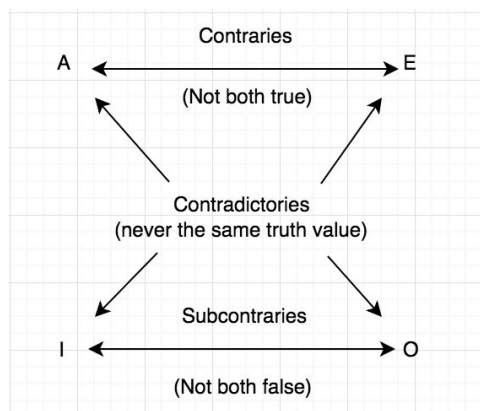 Contraries
A E
(Not both true)
Contradictories
(never the same truth value)
Subcontraries
I O
(Not both false)